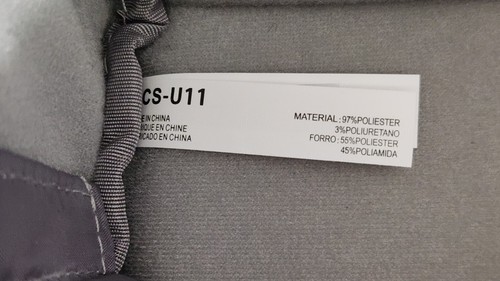 CS-U11
E IN CHINA
IQUE EN CHINE
ICADO EN CHINA
MATERIAL:97%POLIESTER
3%POLIURETANO
FORRO:55%POLIESTER
45%POLIAMIDA